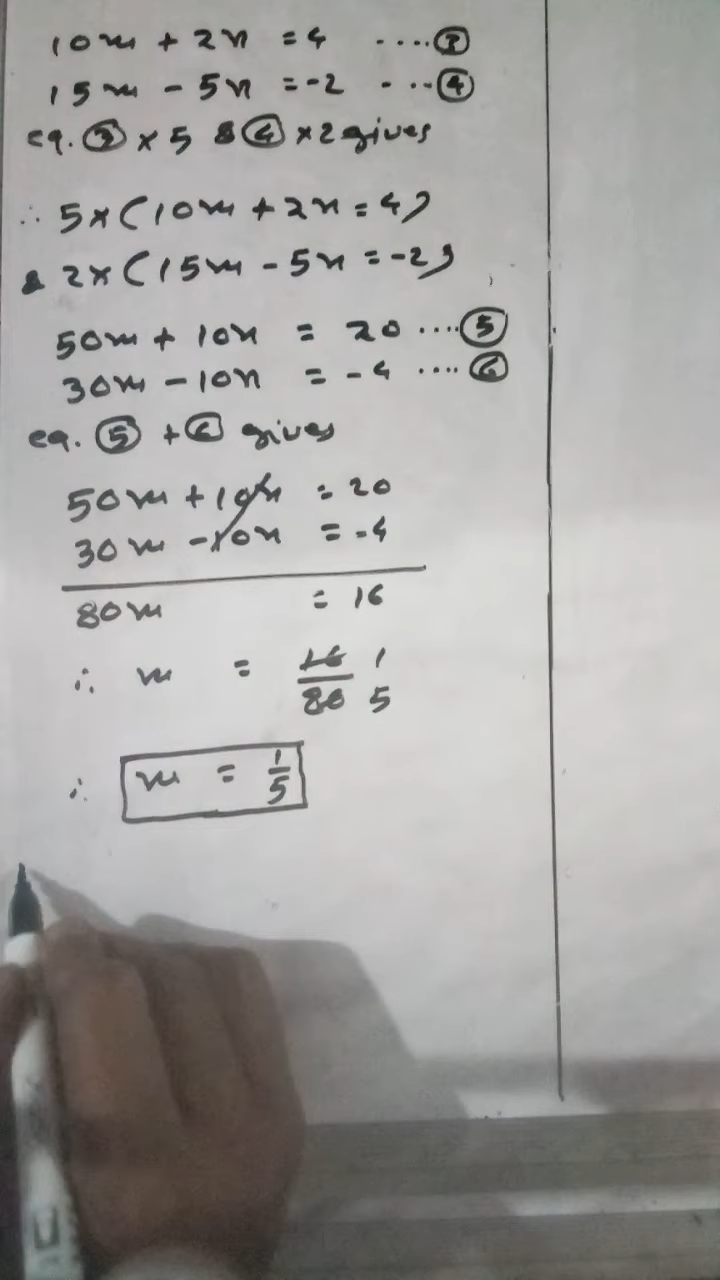 10m + 2n = 4 ....③
15m - 5n = -2 ...④
eq. ③ × 5 & ④ × 2 gives
∴ 5×(10m + 2n = 4)
& 2×(15m - 5n = -2)
50m + 10n = 20 ....⑤
30m - 10n = -4 ....⑥
eq. ⑤ + ⑥ gives
50m + 10n = 20
30m - 10n = -4
80m = 16
∴ m = 16/80 1/5
∴ m = 1/5